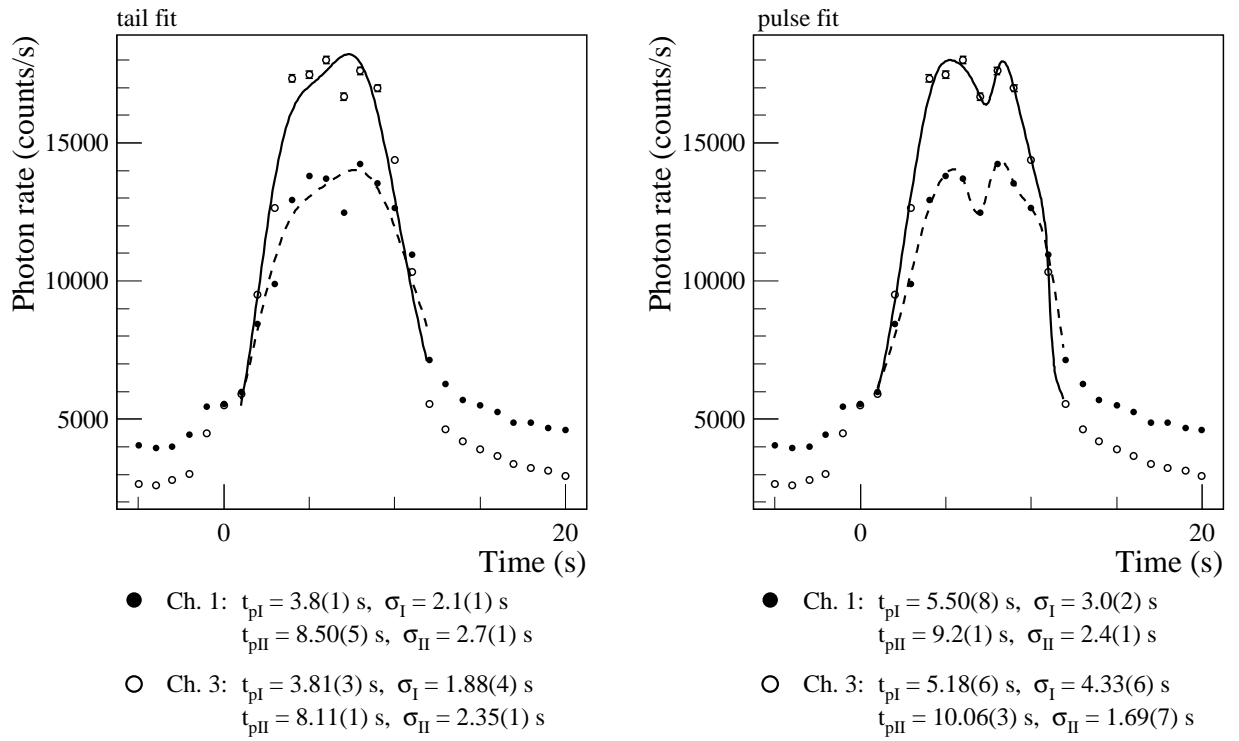 tail fit
Photon rate (counts/s)
15000
10000
5000
0
20
Time (s)
Ch. 1: t_pI = 3.8(1) s, σ_I = 2.1(1) s
t_pII = 8.50(5) s, σ_II = 2.7(1) s
Ch. 3: t_pI = 3.81(3) s, σ_I = 1.88(4) s
t_pII = 8.11(1) s, σ_II = 2.35(1) s
pulse fit
Photon rate (counts/s)
15000
10000
5000
0
20
Time (s)
Ch. 1: t_pI = 5.50(8) s, σ_I = 3.0(2) s
t_pII = 9.2(1) s, σ_II = 2.4(1) s
Ch. 3: t_pI = 5.18(6) s, σ_I = 4.33(6) s
t_pII = 10.06(3) s, σ_II = 1.69(7) s